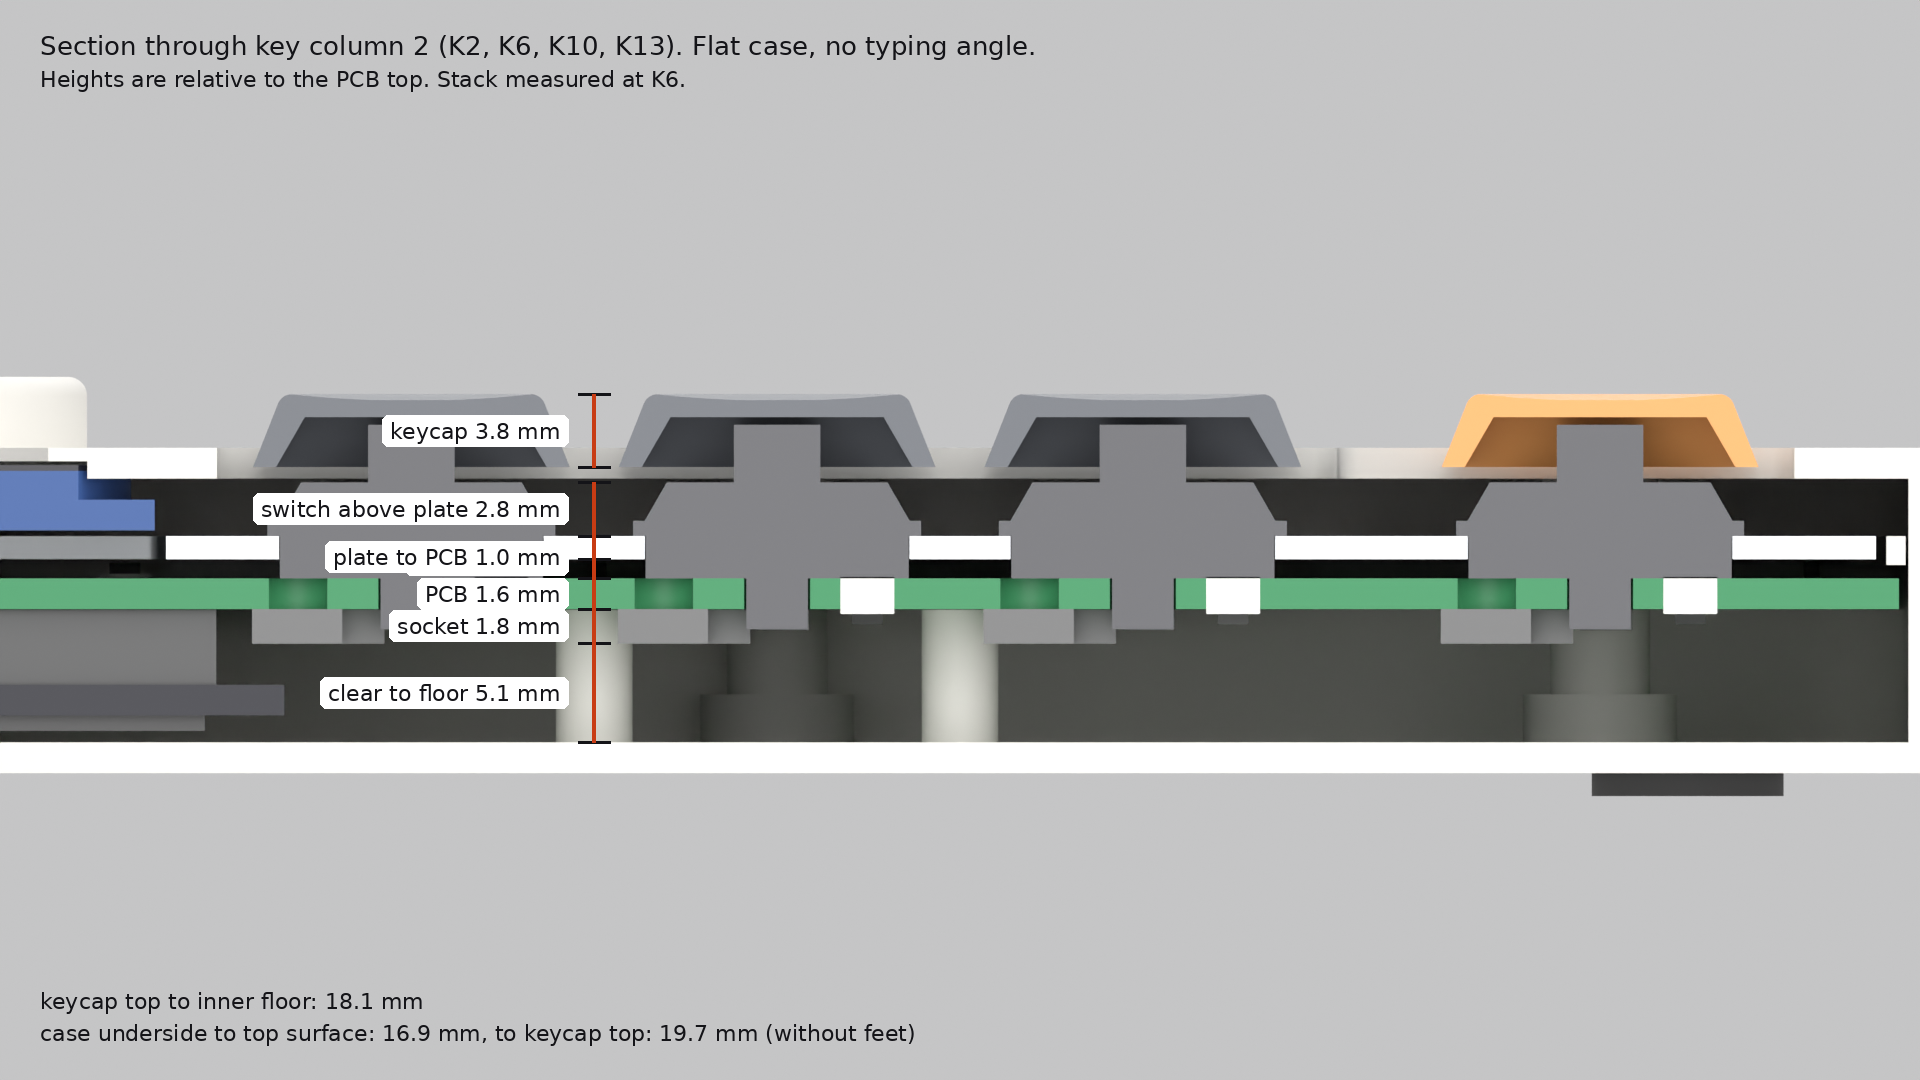 Section through key column 2 (K2, K6, K10, K13). Flat case, no typing angle.
Heights are relative to the PCB top. Stack measured at K6.
keycap 3.8 mm
switch above plate 2.8 mm
plate to PCB 1.0 mm
PCB 1.6 mm
socket 1.8 mm
clear to floor 5.1 mm
keycap top to inner floor: 18.1 mm
case underside to top surface: 16.9 mm, to keycap top: 19.7 mm (without feet)